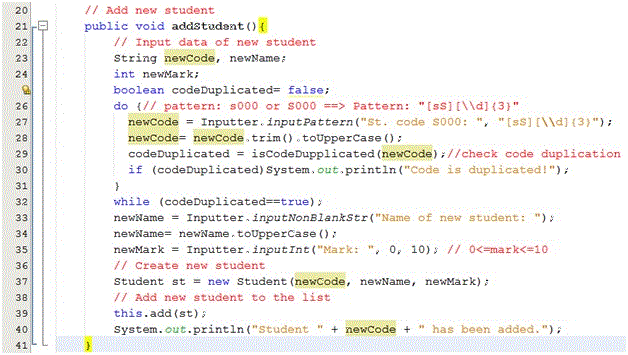 20 // Add new student
21 public void addStudent(){
22 // Input data of new student
23 String newCode, newName;
24 int newMark;
boolean codeDuplicated= false;
26 do {// pattern: s000 or S000 ==> Pattern: "[sS][\\d]{3}"
27 newCode = Inputter.inputPattern("St. code S000: ", "[sS][\\d]{3}");
28 newCode= newCode.trim().toUpperCase();
29 codeDuplicated = isCodeDupplicated(newCode);//check code duplication
30 if (codeDuplicated)System.out.println("Code is duplicated!");
31 }
32 while (codeDuplicated==true);
33 newName = Inputter.inputNonBlankStr("Name of new student: ");
34 newName= newName.toUpperCase();
35 newMark = Inputter.inputInt("Mark: ", 0, 10); // 0<=mark<=10
36 // Create new student
37 Student st = new Student(newCode, newName, newMark);
38 // Add new student to the list
39 this.add(st);
40 System.out.println("Student " + newCode + " has been added.");
41 }